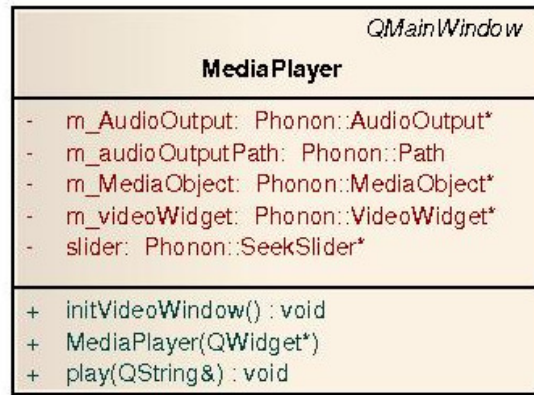 QMainWindow
MediaPlayer
- m_AudioOutput: Phonon::AudioOutput*
- m_audioOutputPath: Phonon::Path
- m_MediaObject: Phonon::MediaObject*
- m_videoWidget: Phonon::VideoWidget*
- slider: Phonon::SeekSlider*
+ initVideoWindow() : void
+ MediaPlayer(QWidget*)
+ play(QString&) : void